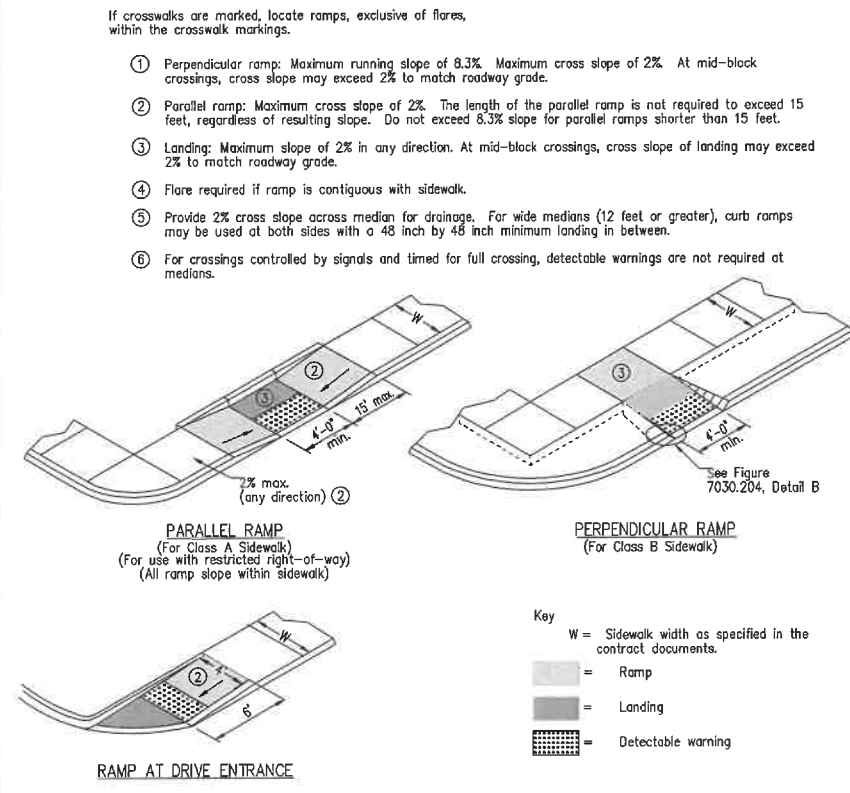 If crosswalks are marked, locate ramps, exclusive of flares,
within the crosswalk markings.
① Perpendicular ramp: Maximum running slope of 8.3%. Maximum cross slope of 2%. At mid-block
crossings, cross slope may exceed 2% to match roadway grade.
② Parallel ramp: Maximum cross slope of 2%. The length of the parallel ramp is not required to exceed 15
feet, regardless of resulting slope. Do not exceed 8.3% slope for parallel ramps shorter than 15 feet.
③ Landing: Maximum slope of 2% in any direction. At mid-block crossings, cross slope of landing may exceed
2% to match roadway grade.
④ Flare required if ramp is contiguous with sidewalk.
⑤ Provide 2% cross slope across median for drainage. For wide medians (12 feet or greater), curb ramps
may be used at both sides with a 48 inch by 48 inch minimum landing in between.
⑥ For crossings controlled by signals and timed for full crossing, detectable warnings are not required at
medians.
W
②
③
15' max.
4'-0"
min.
2% max.
(any direction) ②
PARALLEL RAMP
(For Class A Sidewalk)
(For use with restricted right-of-way)
(All ramp slope within sidewalk)
W
③
4'-0"
min.
See Figure
7030.204, Detail B
PERPENDICULAR RAMP
(For Class B Sidewalk)
W
4'
②
6'
RAMP AT DRIVE ENTRANCE
Key
W = Sidewalk width as specified in the
contract documents.
= Ramp
= Landing
= Detectable warning